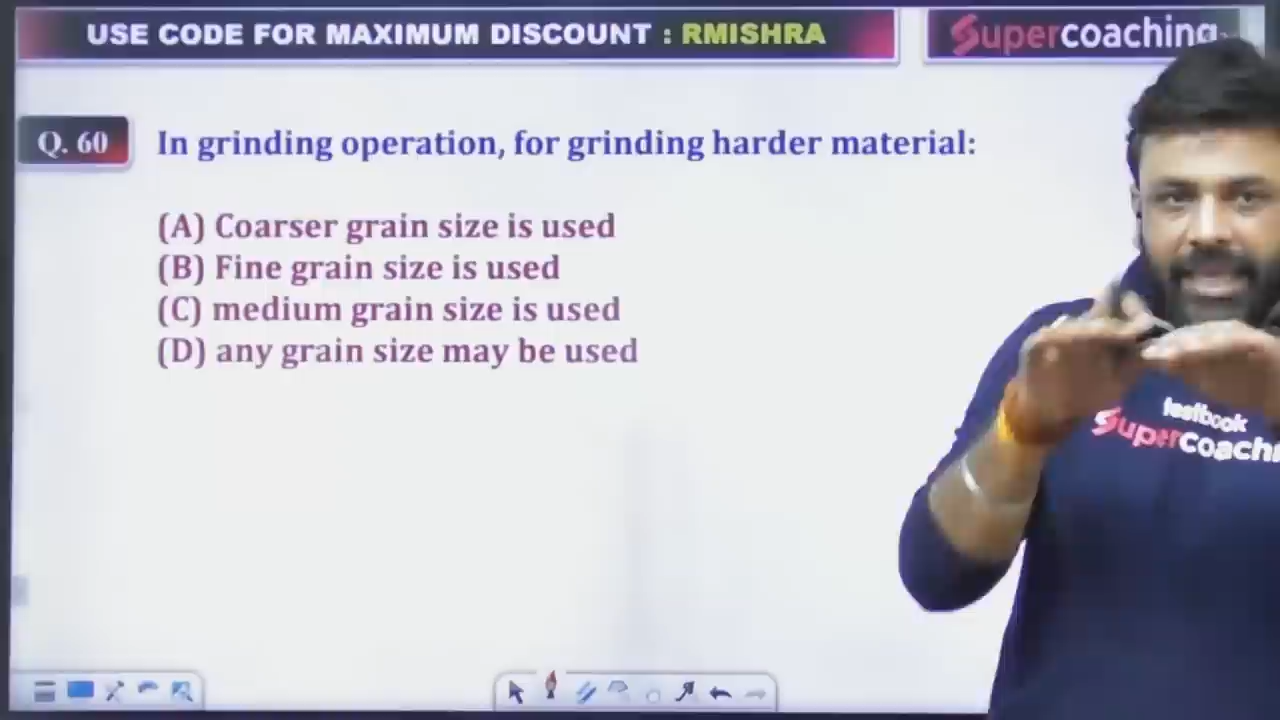 USE CODE FOR MAXIMUM DISCOUNT : RMISHRA
Supercoaching
Q. 60
In grinding operation, for grinding harder material:
(A) Coarser grain size is used
(B) Fine grain size is used
(C) medium grain size is used
(D) any grain size may be used
testbook
Supercoachi